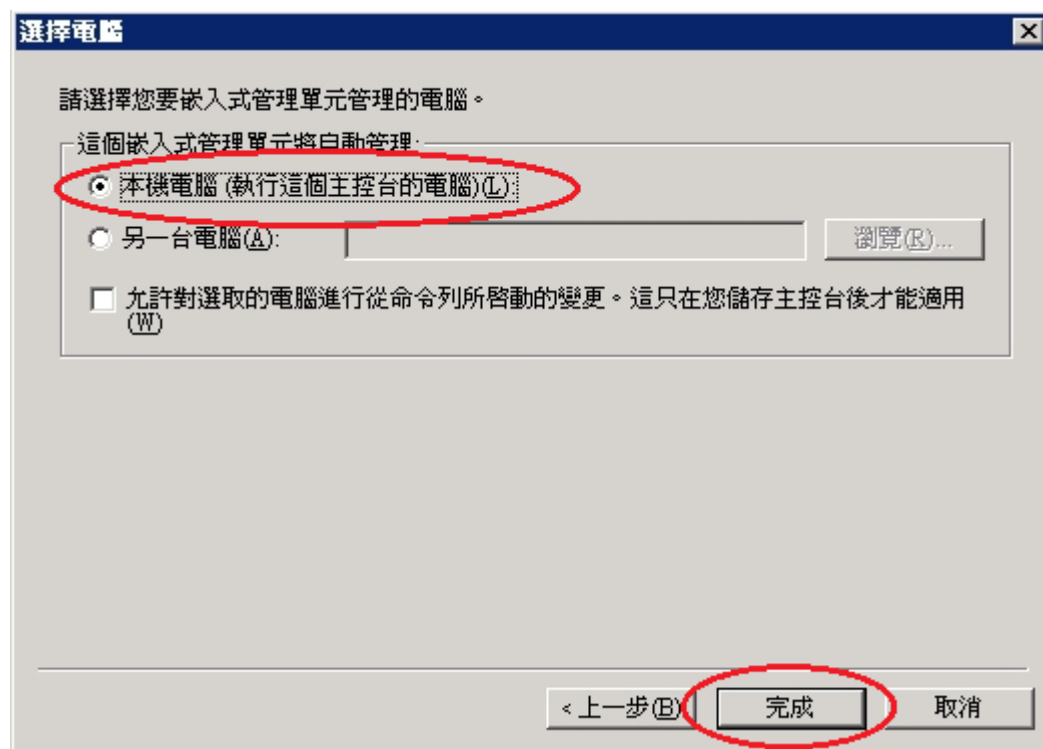 選擇電腦
請選擇您要嵌入式管理單元管理的電腦。
這個嵌入式管理單元將自動管理:
本機電腦 (執行這個主控台的電腦)(L):
另一台電腦(A):
瀏覽(R)...
允許對選取的電腦進行從命令列所啓動的變更。這只在您儲存主控台後才能適用
(W)
< 上一步(B)
完成
取消